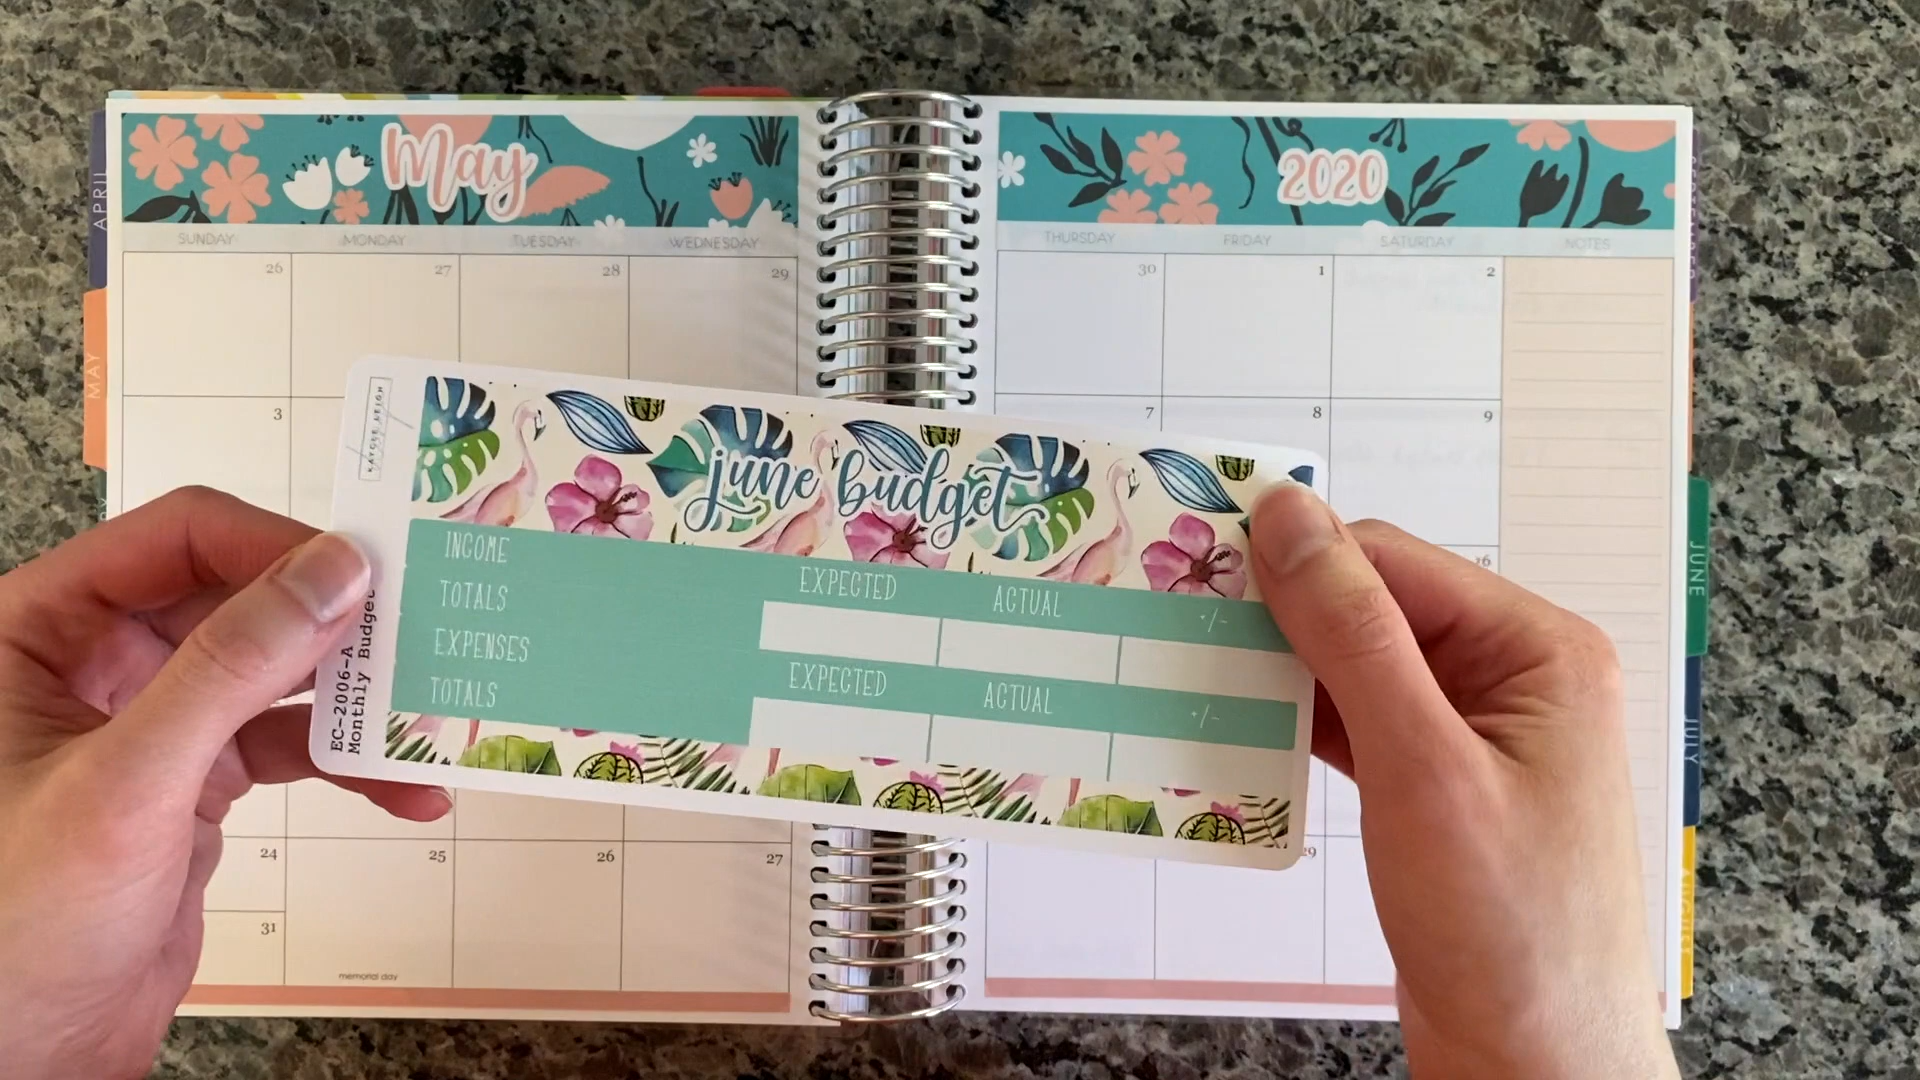 May
2020
SUNDAY MONDAY TUESDAY WEDNESDAY
THURSDAY FRIDAY SATURDAY NOTES
26 27 28 29
30 1 2
3
7 8 9
16
24 25 26 27
29
31
memorial day
APRIL
MAY
JUNE
JULY
june budget
INCOME
EXPECTED ACTUAL +/-
TOTALS
EXPENSES
EXPECTED ACTUAL +/-
TOTALS
EC-2006-A
Monthly Budget